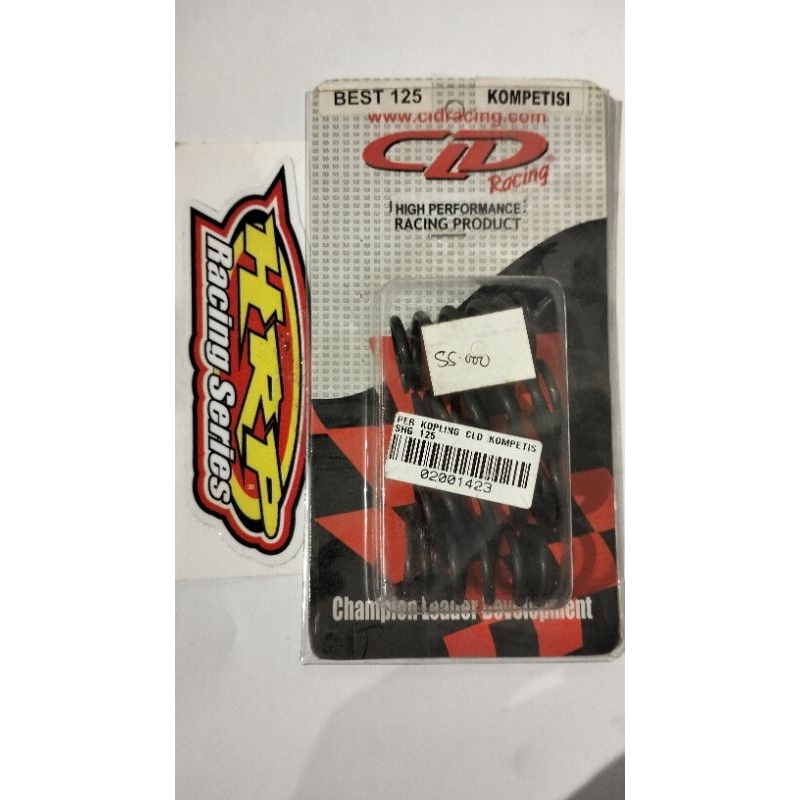 BEST 125 KOMPETISI
www.cldracing.com
CLD
Racing
HIGH PERFORMANCE
RACING PRODUCT
55.000
PER KOPLING CLD KOMPETIS
SHG 125
02001423
Champion Leader Development
HRP
Racing Series